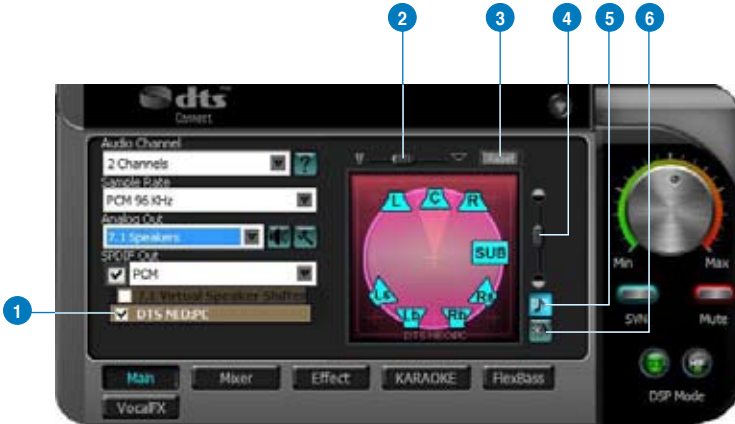 2 3 4 5 6
dts
Connect
Audio Channel
2 Channels
?
Reset
Sample Rate
PCM 96 KHz
Analog Out
7.1 Speakers
SPDIF Out
PCM
7.1 Virtual Speaker Shifter
1
DTS NEO:PC
L C R
SUB
Ls Rs
Lb Rb
DTS NEO:PC
Min Max
SVN Mute
DSP Mode
Main Mixer Effect KARAOKE FlexBass
VocalFX